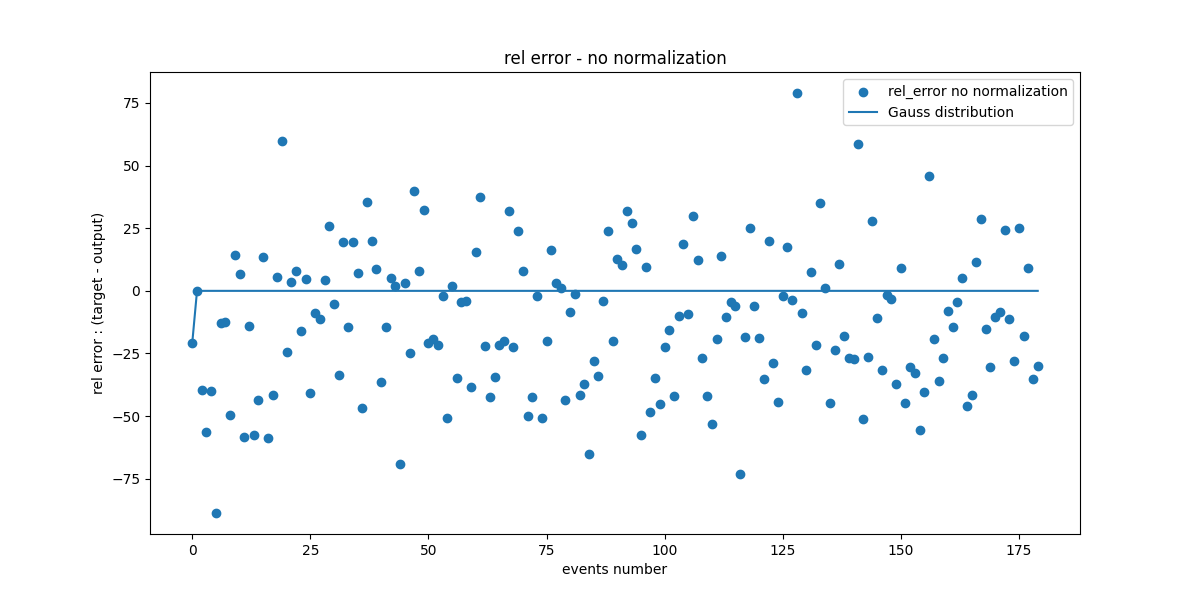 rel error - no normalization
rel_error no normalization
Gauss distribution
75
50
25
0
−25
−50
−75
rel error : (target - output)
0 25 50 75 100 125 150 175
events number